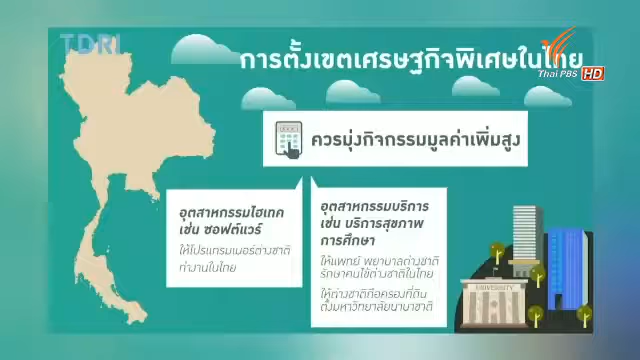 TDRI
การตั้งเขตเศรษฐกิจพิเศษในไทย
Thai PBS HD
ควรมุ่งกิจกรรมมูลค่าเพิ่มสูง
อุตสาหกรรมไฮเทค
เช่น ซอฟต์แวร์
ให้โปรแกรมเมอร์ต่างชาติ
ทำงานในไทย
อุตสาหกรรมบริการ
เช่น บริการสุขภาพ
การศึกษา
ให้แพทย์ พยาบาลต่างชาติ
รักษาคนไข้ต่างชาติในไทย
ให้ต่างชาติถือครองที่ดิน
ตั้งมหาวิทยาลัยนานาชาติ
UNIVERSITY